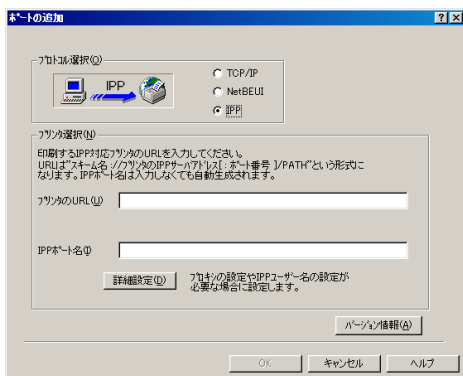 ﾎﾟｰﾄの追加
ﾌﾟﾛﾄｺﾙ選択(O)
IPP
TCP/IP
NetBEUI
IPP
ﾌﾟﾘﾝﾀ選択(N)
印刷するIPP対応ﾌﾟﾘﾝﾀのURLを入力してください。
URLは"ｽｷｰﾑ名 ://ﾌﾟﾘﾝﾀのIPPｻｰﾊﾞｱﾄﾞﾚｽ[ : ﾎﾟｰﾄ番号 ]/PATH"という形式に
なります。IPPﾎﾟｰﾄ名は入力しなくても自動生成されます。
ﾌﾟﾘﾝﾀのURL(U)
IPPﾎﾟｰﾄ名(I)
詳細設定(D)
ﾌﾟﾛｷｼの設定やIPPﾕｰｻﾞｰ名の設定が
必要な場合に設定します。
ﾊﾞｰｼﾞｮﾝ情報(A)
OK
ｷｬﾝｾﾙ
ﾍﾙﾌﾟ